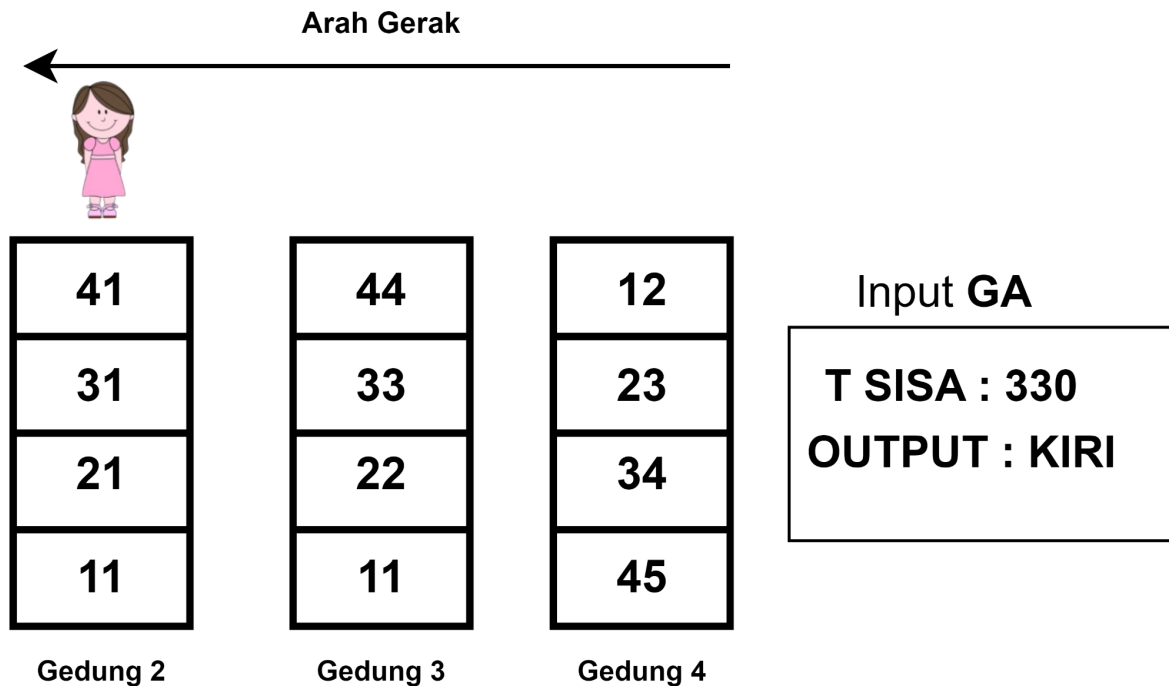 Arah Gerak
41 44 12
31 33 23
21 22 34
11 11 45
Gedung 2 Gedung 3 Gedung 4
Input GA
T SISA : 330
OUTPUT : KIRI